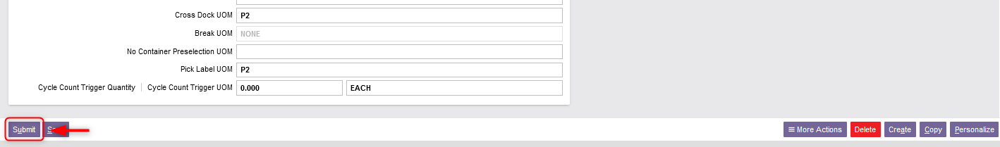 Cross Dock UOM P2
Break UOM NONE
No Container Preselection UOM
Pick Label UOM P2
Cycle Count Trigger Quantity Cycle Count Trigger UOM 0.000 EACH
Submit More Actions Delete Create Copy Personalize